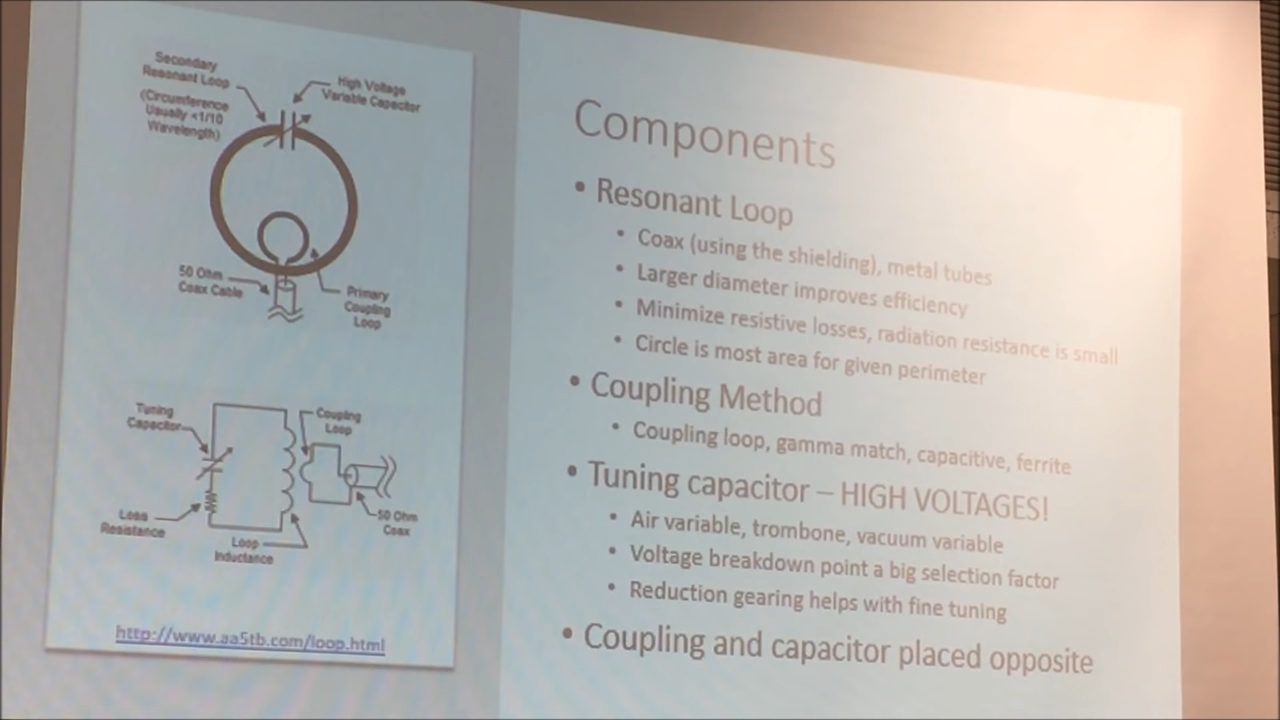 Secondary
Resonant Loop
(Circumference
Usually <1/10
Wavelength)
High Voltage
Variable Capacitor
50 Ohm
Coax Cable
Primary
Coupling
Loop
Tuning
Capacitor
Coupling
Loop
Loss
Resistance
Loop
Inductance
50 Ohm
Coax
http://www.aa5tb.com/loop.html
Components
• Resonant Loop
• Coax (using the shielding), metal tubes
• Larger diameter improves efficiency
• Minimize resistive losses, radiation resistance is small
• Circle is most area for given perimeter
• Coupling Method
• Coupling loop, gamma match, capacitive, ferrite
• Tuning capacitor – HIGH VOLTAGES!
• Air variable, trombone, vacuum variable
• Voltage breakdown point a big selection factor
• Reduction gearing helps with fine tuning
• Coupling and capacitor placed opposite